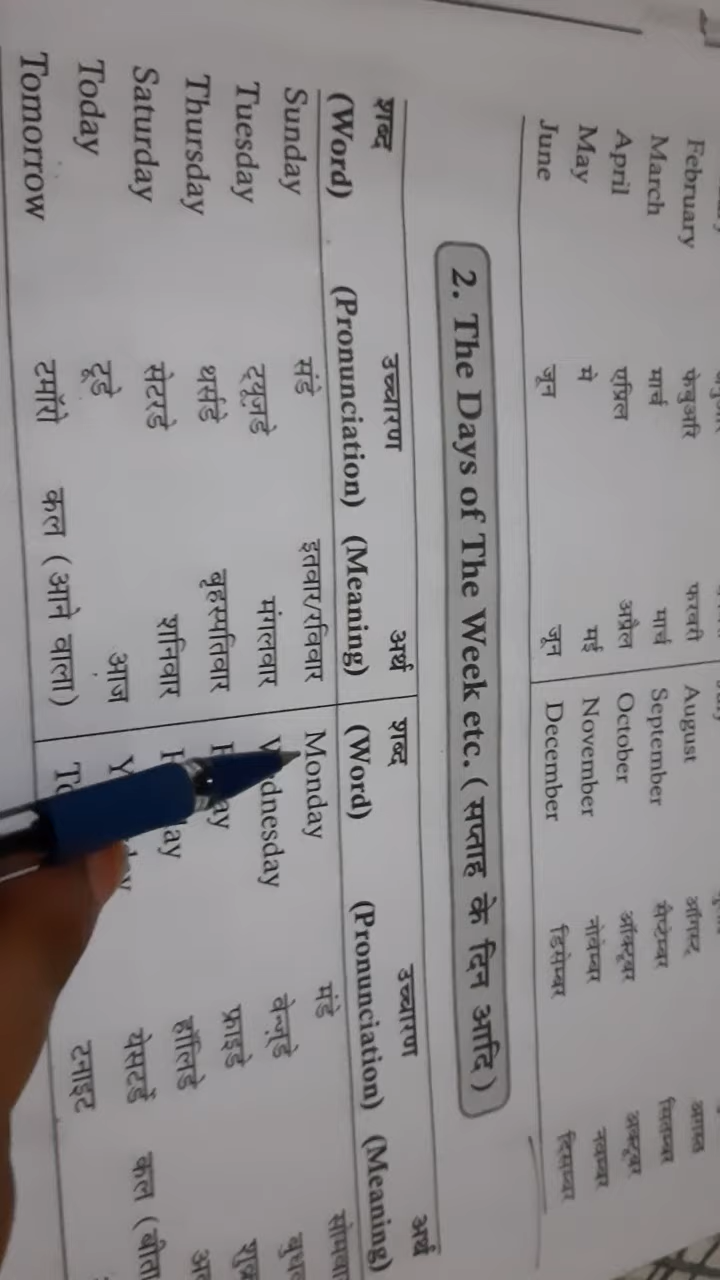 February फेब्रुअरि फरवरी August ऑगस्ट अगस्त
March मार्च मार्च September सैप्टेम्बर सितम्बर
April एप्रिल अप्रैल October ऑक्टूबर अक्टूबर
May मे मई November नोवेम्बर नवम्बर
June जून जून December डिसेम्बर दिसम्बर
2. The Days of The Week etc. ( सप्ताह के दिन आदि )
शब्द उच्चारण अर्थ शब्द उच्चारण अर्थ
(Word) (Pronunciation) (Meaning) (Word) (Pronunciation) (Meaning)
Sunday संडे इतवार/रविवार Monday मंडे
Tuesday ट्यूज़डे मंगलवार वेन्ज़्डे
Thursday थर्सडे बृहस्पतिवार फ्राइडे
Saturday सेटरडे शनिवार हॉलिडे
Today टूडे आज येसटर्डे कल (बीता
Tomorrow टमॉरो कल (आने वाला) टनाइट